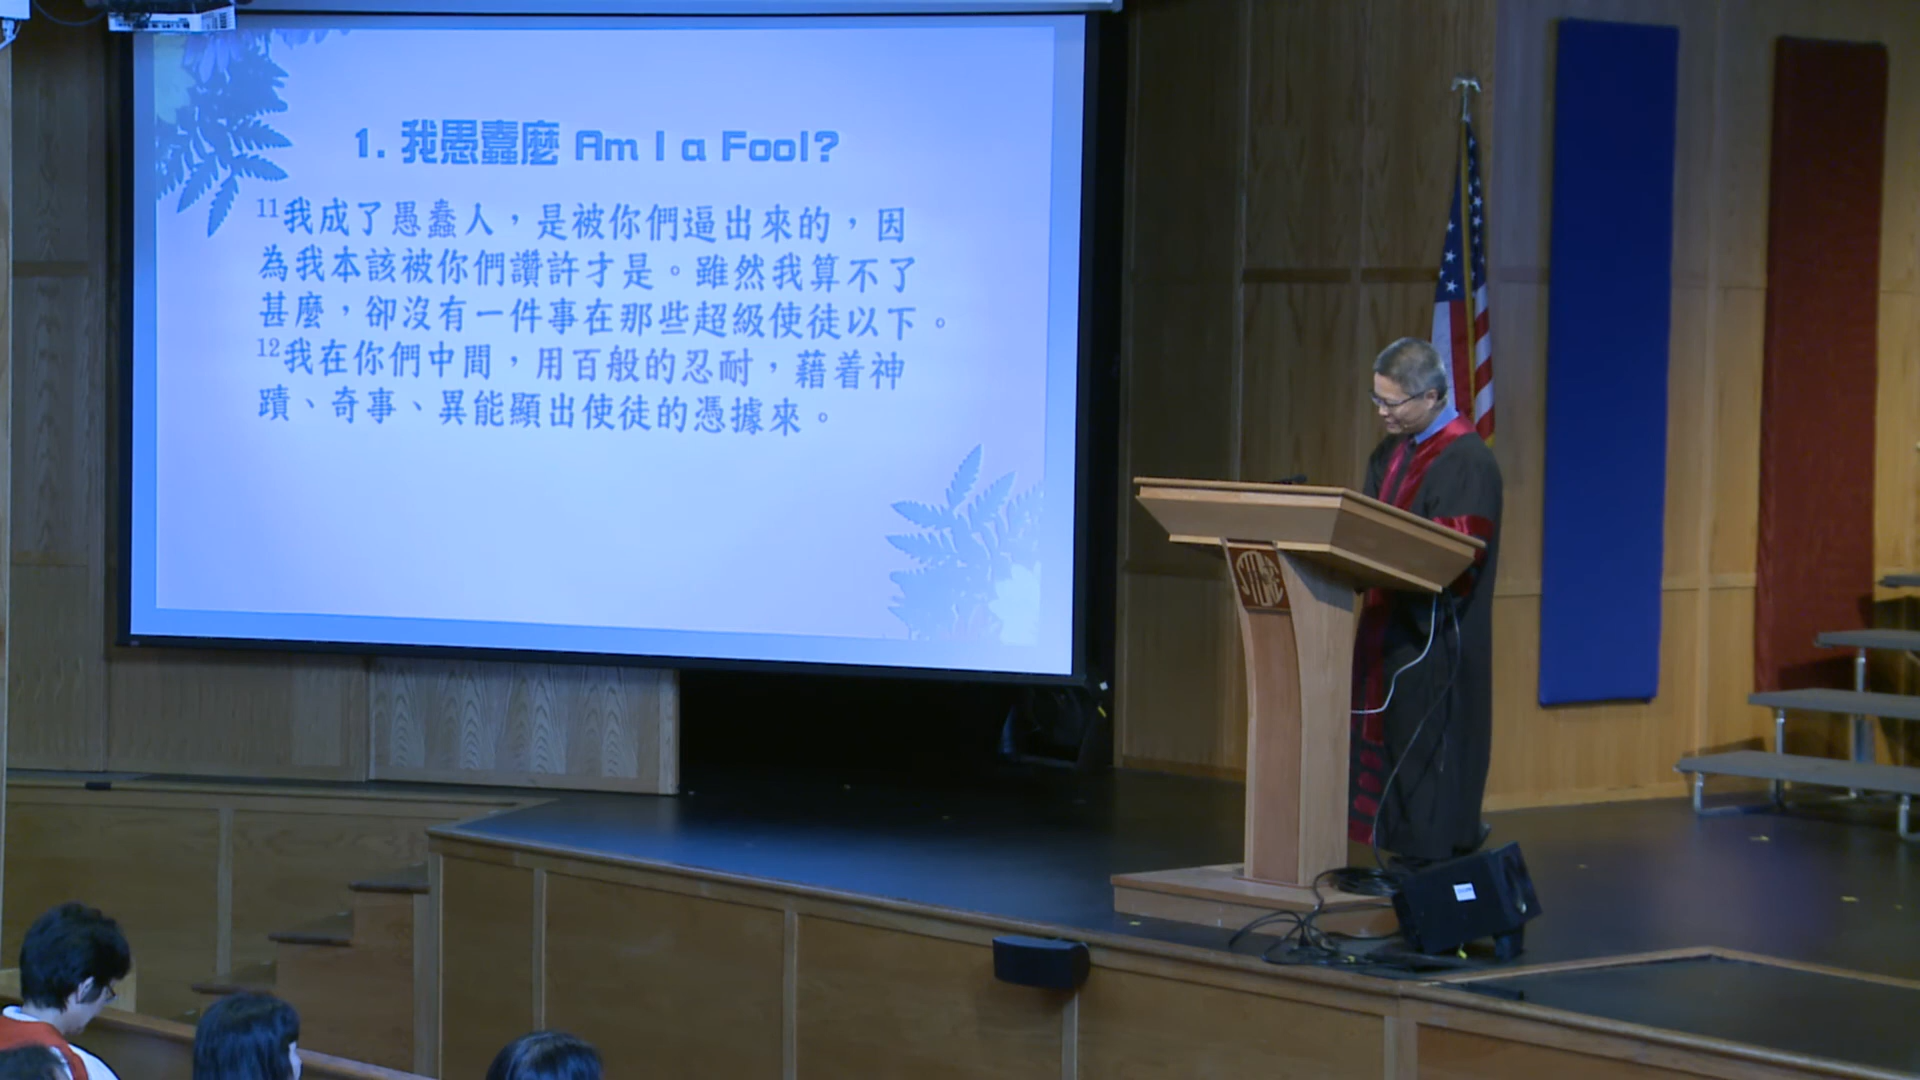 1. 我愚蠢麼 Am I a Fool?
11我成了愚蠢人，是被你們逼出來的，因
為我本該被你們讚許才是。雖然我算不了
甚麼，卻沒有一件事在那些超級使徒以下。
12我在你們中間，用百般的忍耐，藉着神
蹟、奇事、異能顯出使徒的憑據來。